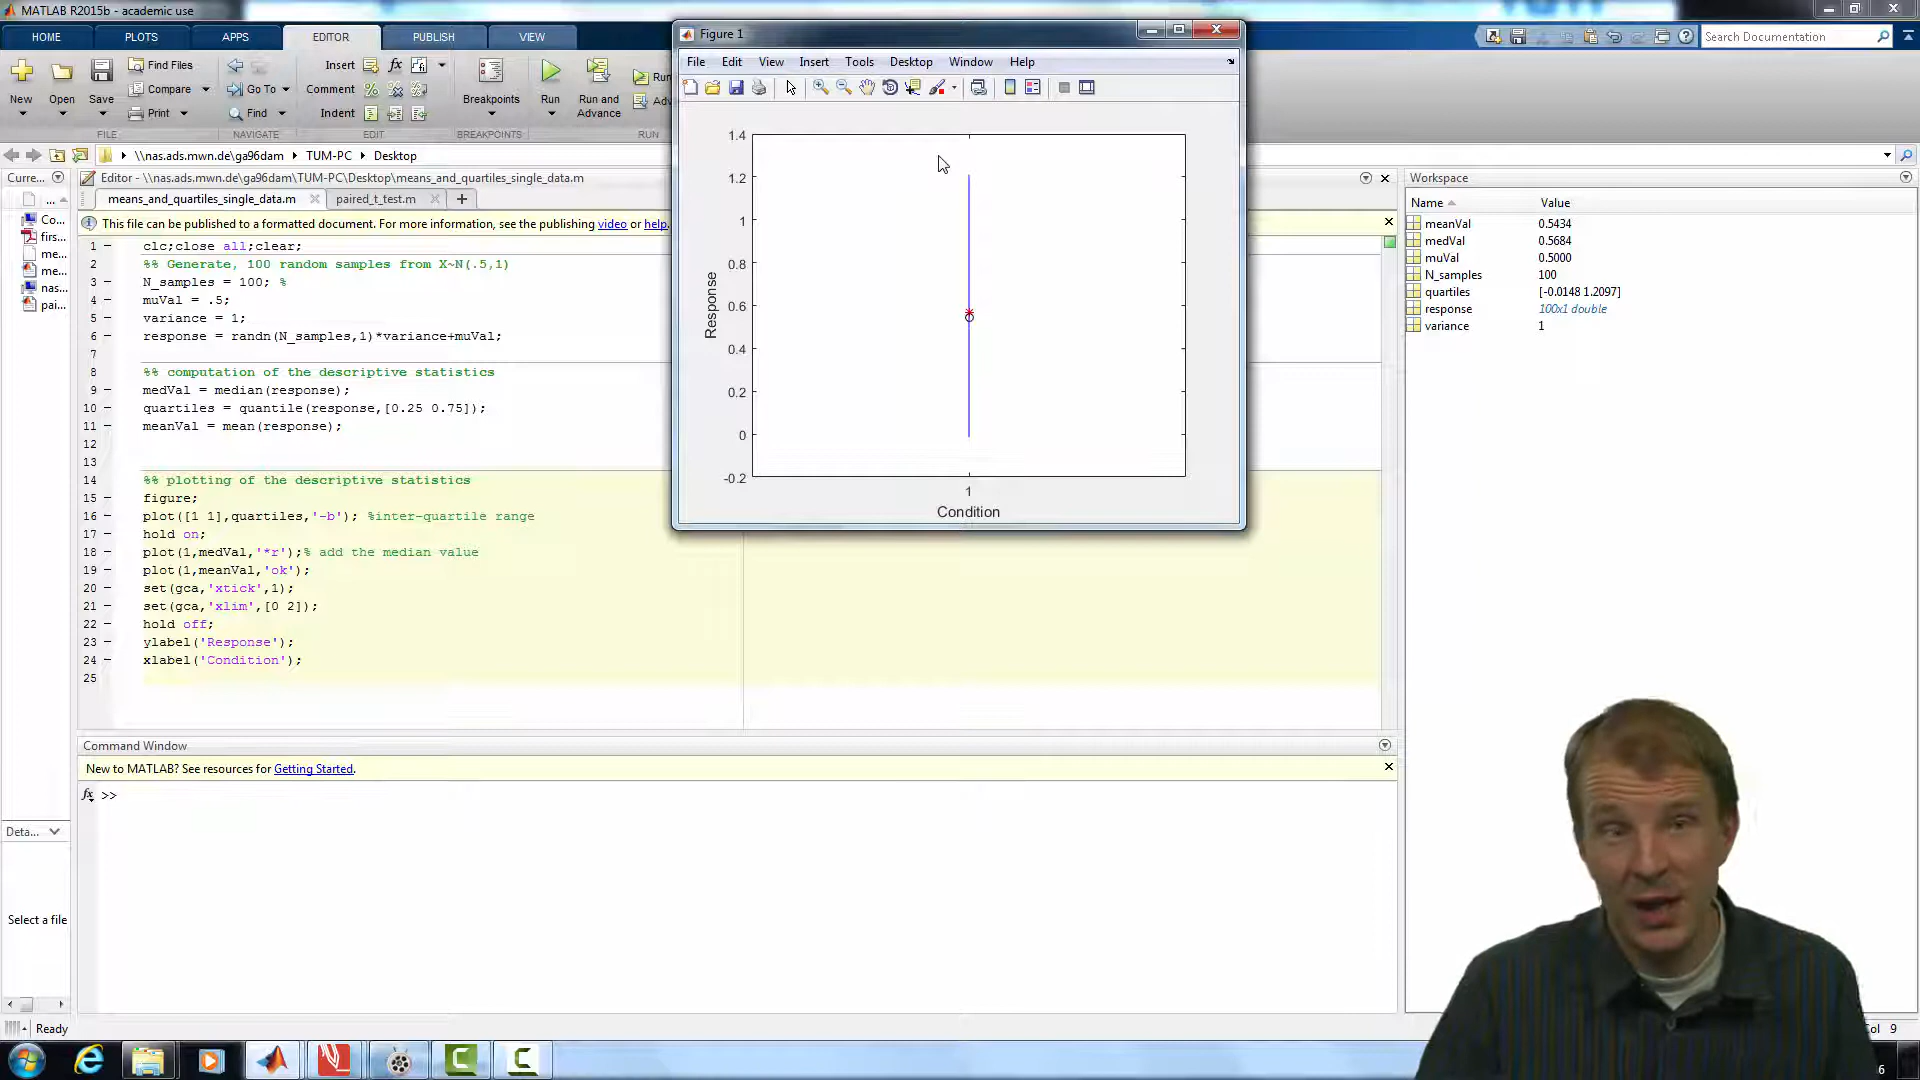 MATLAB R2015b - academic use
HOME PLOTS APPS EDITOR PUBLISH VIEW
Search Documentation
New
Open
Save
Find Files
Compare
Print
Go To
Find
Insert
Comment
Indent
fx
Breakpoints
Run
Run and
Advance
FILE NAVIGATE EDIT BREAKPOINTS RUN
\\nas.ads.mwn.de\ga96dam TUM-PC Desktop
Curre...
...
Co...
firs...
me...
me...
nas...
pai...
Editor - \\nas.ads.mwn.de\ga96dam\TUM-PC\Desktop\means_and_quartiles_single_data.m
means_and_quartiles_single_data.m paired_t_test.m
This file can be published to a formatted document. For more information, see the publishing video or help.
1 clc;close all;clear;
2 %% Generate, 100 random samples from X~N(.5,1)
3 N_samples = 100; %
4 muVal = .5;
5 variance = 1;
6 response = randn(N_samples,1)*variance+muVal;
7
8 %% computation of the descriptive statistics
9 medVal = median(response);
10 quartiles = quantile(response,[0.25 0.75]);
11 meanVal = mean(response);
12
13
14 %% plotting of the descriptive statistics
15 figure;
16 plot([1 1],quartiles,'-b'); %inter-quartile range
17 hold on;
18 plot(1,medVal,'*r');% add the median value
19 plot(1,meanVal,'ok');
20 set(gca,'xtick',1);
21 set(gca,'xlim',[0 2]);
22 hold off;
23 ylabel('Response');
24 xlabel('Condition');
25
Figure 1
File Edit View Insert Tools Desktop Window Help
1.4
1.2
1
0.8
0.6
0.4
0.2
0
-0.2
Response
1
Condition
Workspace
Name Value
meanVal 0.5434
medVal 0.5684
muVal 0.5000
N_samples 100
quartiles [-0.0148 1.2097]
response 100x1 double
variance 1
Command Window
New to MATLAB? See resources for Getting Started.
fx >>
Deta...
Select a file
Ready
Col 9
6